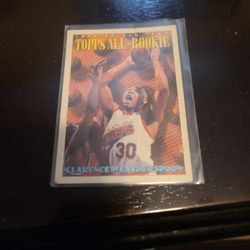 TOPPS ALL-ROOKIE
30
CLARENCE WEATHERSPOON